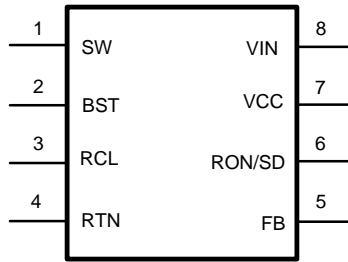 1 SW VIN 8
2 BST VCC 7
3 RCL RON/SD 6
4 RTN FB 5